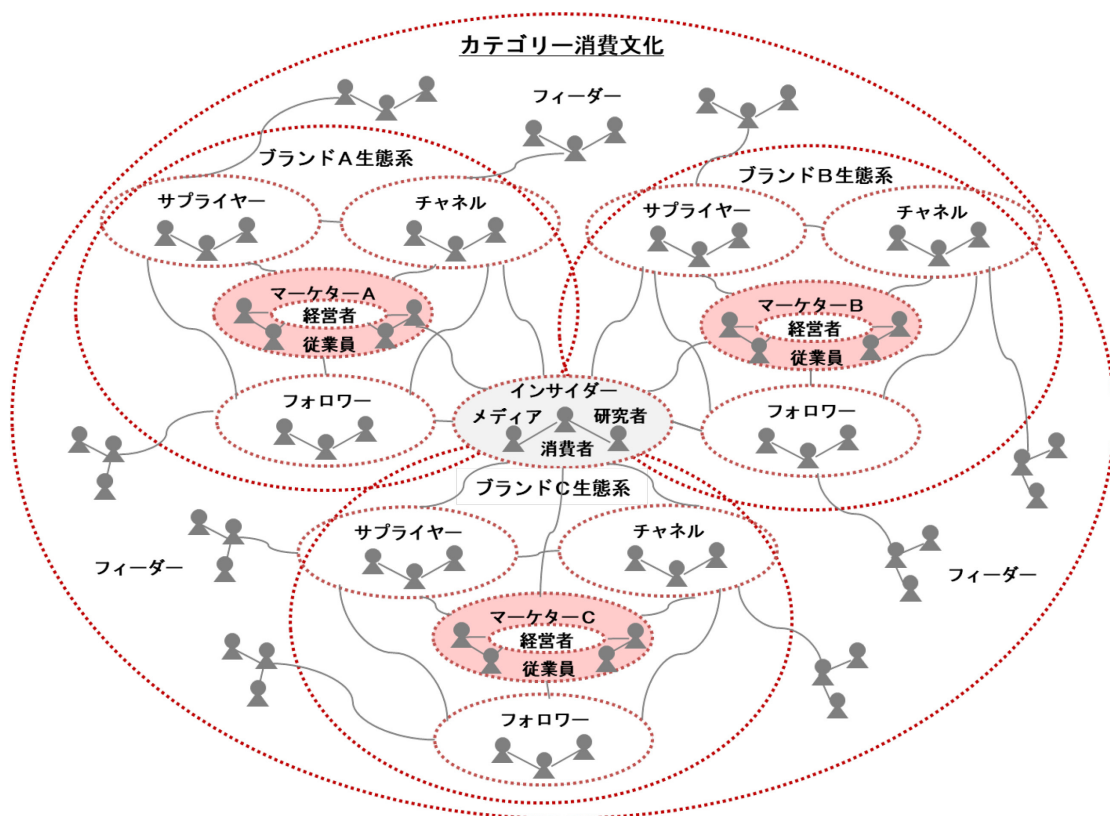 カテゴリー消費文化
フィーダー
ブランドA生態系
サプライヤー
チャネル
マーケターA
経営者
従業員
フォロワー
ブランドB生態系
サプライヤー
チャネル
マーケターB
経営者
従業員
フォロワー
インサイダー
メディア
研究者
消費者
ブランドC生態系
サプライヤー
チャネル
マーケターC
経営者
従業員
フォロワー
フィーダー
フィーダー